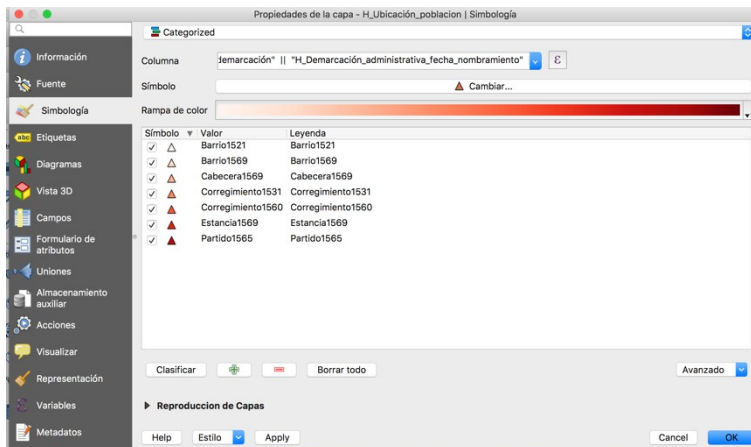 Propiedades de la capa - H_Ubicación_poblacion | Simbología
Categorized
Información
Fuente
Simbología
abc Etiquetas
Diagramas
Vista 3D
Campos
Formulario de
atributos
Uniones
Almacenamiento
auxiliar
Acciones
Visualizar
Representación
Variables
Metadatos
Columna demarcación" || "H_Demarcación_administrativa_fecha_nombramiento" ε
Símbolo Cambiar...
Rampa de color
Símbolo Valor Leyenda
Barrio1521 Barrio1521
Barrio1569 Barrio1569
Cabecera1569 Cabecera1569
Corregimiento1531 Corregimiento1531
Corregimiento1560 Corregimiento1560
Estancia1569 Estancia1569
Partido1565 Partido1565
Clasificar Borrar todo Avanzado
Reproduccion de Capas
Help Estilo Apply Cancel OK